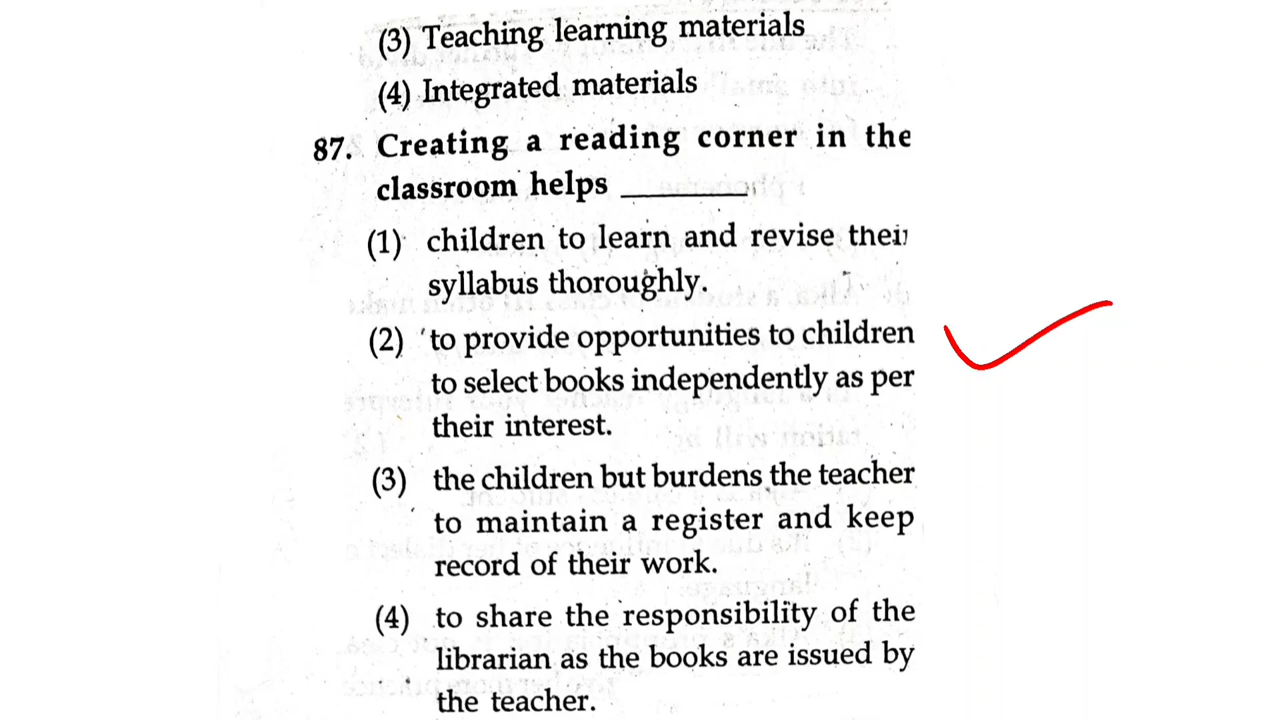 (3) Teaching learning materials
(4) Integrated materials
87. Creating a reading corner in the
classroom helps ________
(1) children to learn and revise their
syllabus thoroughly.
(2) to provide opportunities to children
to select books independently as per
their interest.
(3) the children but burdens the teacher
to maintain a register and keep
record of their work.
(4) to share the responsibility of the
librarian as the books are issued by
the teacher.